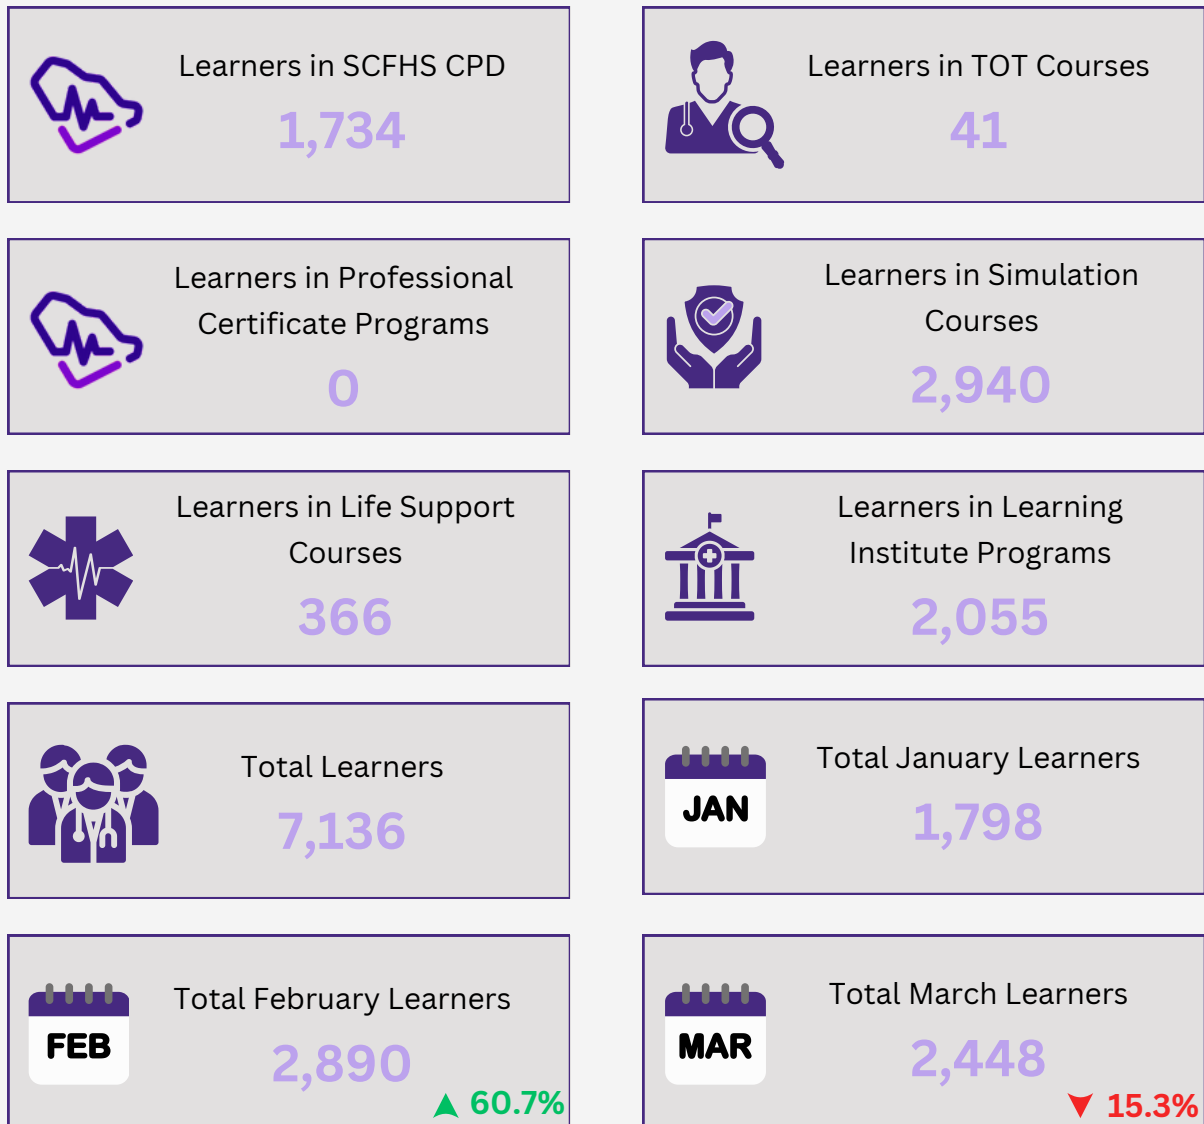 Learners in SCFHS CPD
1,734
Learners in TOT Courses
41
Learners in Professional
Certificate Programs
0
Learners in Simulation
Courses
2,940
Learners in Life Support
Courses
366
Learners in Learning
Institute Programs
2,055
Total Learners
7,136
JAN
Total January Learners
1,798
FEB
Total February Learners
2,890
60.7%
MAR
Total March Learners
2,448
15.3%